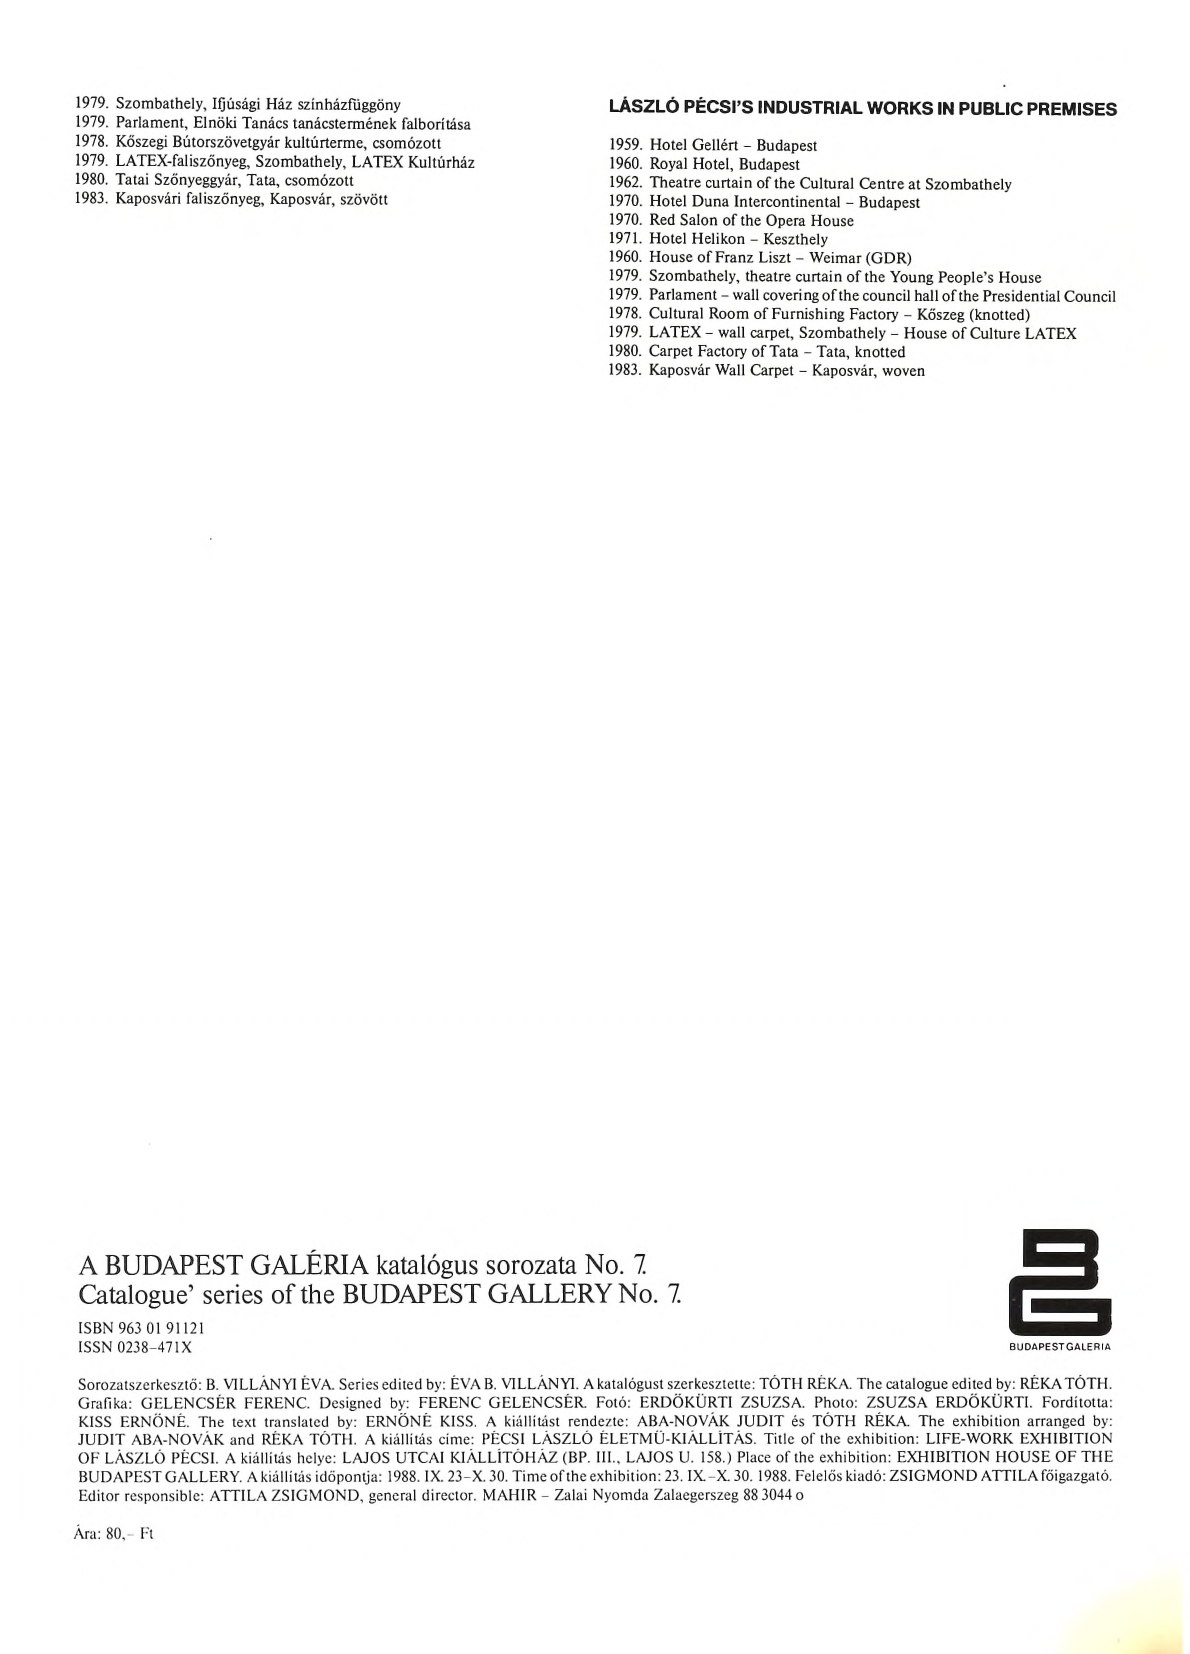 1979. Szombathely, Ifjúsági Ház színházfüggöny
1979. Parlament, Elnöki Tanács tanácstermének falborítása
1978. Kőszegi Bútorszövetgyár kultúrterme, csomózott
1979. LATEX-faliszőnyeg, Szombathely, LATEX Kultúrház
1980. Tatai Szőnyeggyár, Tata, csomózott
1983. Kaposvári faliszőnyeg, Kaposvár, szövött
LÁSZLÓ PÉCSI'S INDUSTRIAL WORKS IN PUBLIC PREMISES
1959. Hotel Gellért – Budapest
1960. Royal Hotel, Budapest
1962. Theatre curtain of the Cultural Centre at Szombathely
1970. Hotel Duna Intercontinental – Budapest
1970. Red Salon of the Opera House
1971. Hotel Helikon – Keszthely
1960. House of Franz Liszt – Weimar (GDR)
1979. Szombathely, theatre curtain of the Young People's House
1979. Parlament – wall covering of the council hall of the Presidential Council
1978. Cultural Room of Furnishing Factory – Kőszeg (knotted)
1979. LATEX – wall carpet, Szombathely – House of Culture LATEX
1980. Carpet Factory of Tata – Tata, knotted
1983. Kaposvár Wall Carpet – Kaposvár, woven
A BUDAPEST GALÉRIA katalógus sorozata No. 7.
Catalogue' series of the BUDAPEST GALLERY No. 7.
ISBN 963 01 91121
ISSN 0238–471X
BUDAPEST GALERIA
Sorozatszerkesztő: B. VILLÁNYI ÉVA. Series edited by: ÉVA B. VILLÁNYI. A katalógust szerkesztette: TÓTH RÉKA. The catalogue edited by: RÉKA TÓTH.
Grafika: GELENCSÉR FERENC. Designed by: FERENC GELENCSÉR. Fotó: ERDŐKÜRTI ZSUZSA. Photo: ZSUZSA ERDŐKÜRTI. Fordította:
KISS ERNŐNÉ. The text translated by: ERNŐNÉ KISS. A kiállítást rendezte: ABA-NOVÁK JUDIT és TÓTH RÉKA. The exhibition arranged by:
JUDIT ABA-NOVÁK and RÉKA TÓTH. A kiállítás címe: PÉCSI LÁSZLÓ ÉLETMŰ-KIÁLLÍTÁS. Title of the exhibition: LIFE-WORK EXHIBITION
OF LÁSZLÓ PÉCSI. A kiállítás helye: LAJOS UTCAI KIÁLLÍTÓHÁZ (BP. III., LAJOS U. 158.) Place of the exhibition: EXHIBITION HOUSE OF THE
BUDAPEST GALLERY. A kiállítás időpontja: 1988. IX. 23–X. 30. Time of the exhibition: 23. IX.–X. 30. 1988. Felelős kiadó: ZSIGMOND ATTILA főigazgató.
Editor responsible: ATTILA ZSIGMOND, general director. MAHIR – Zalai Nyomda Zalaegerszeg 88 3044 o
Ára: 80,– Ft